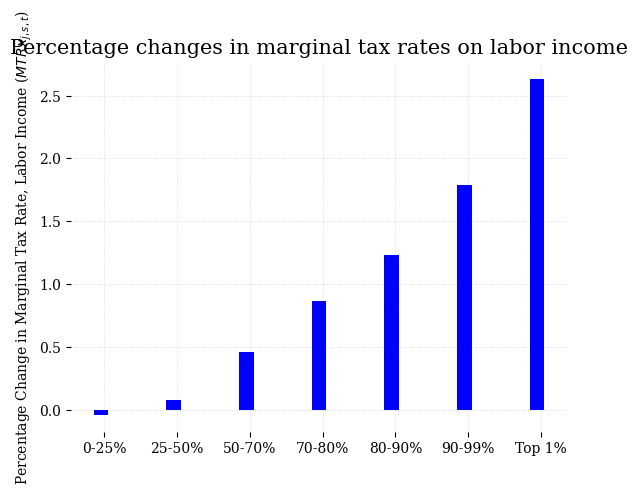 Percentage changes in marginal tax rates on labor income
Percentage Change in Marginal Tax Rate, Labor Income (MTRx_{j,s,t})
2.5
2.0
1.5
1.0
0.5
0.0
0-25% 25-50% 50-70% 70-80% 80-90% 90-99% Top 1%